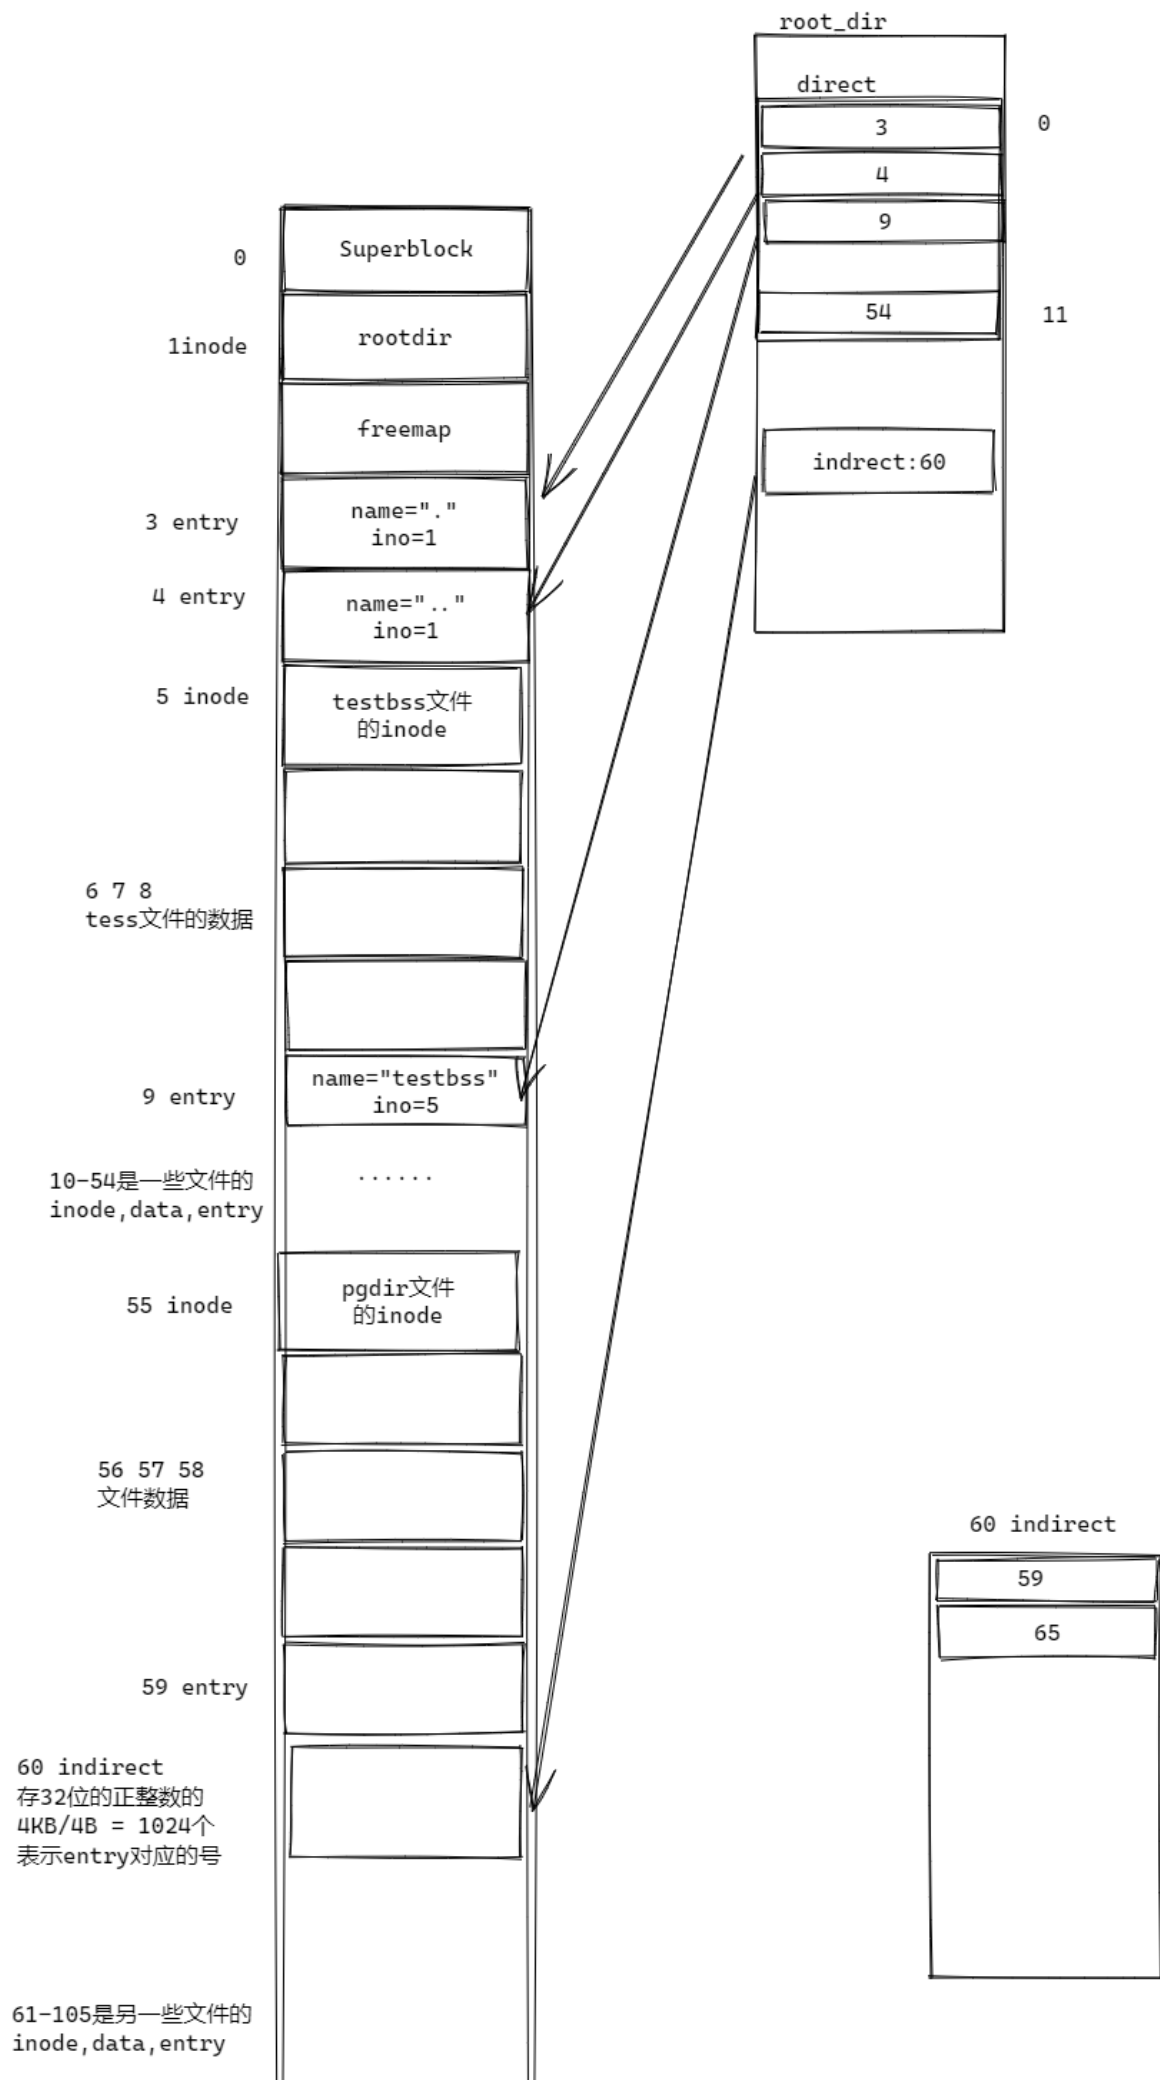 root_dir
direct
3
0
4
9
54
11
indrect:60
0
Superblock
1inode
rootdir
freemap
3 entry
name="."
ino=1
4 entry
name=".."
ino=1
5 inode
testbss文件
的inode
6 7 8
tess文件的数据
9 entry
name="testbss"
ino=5
10-54是一些文件的
inode,data,entry
......
55 inode
pgdir文件
的inode
56 57 58
文件数据
59 entry
60 indirect
存32位的正整数的
4KB/4B = 1024个
表示entry对应的号
61-105是另一些文件的
inode,data,entry
60 indirect
59
65